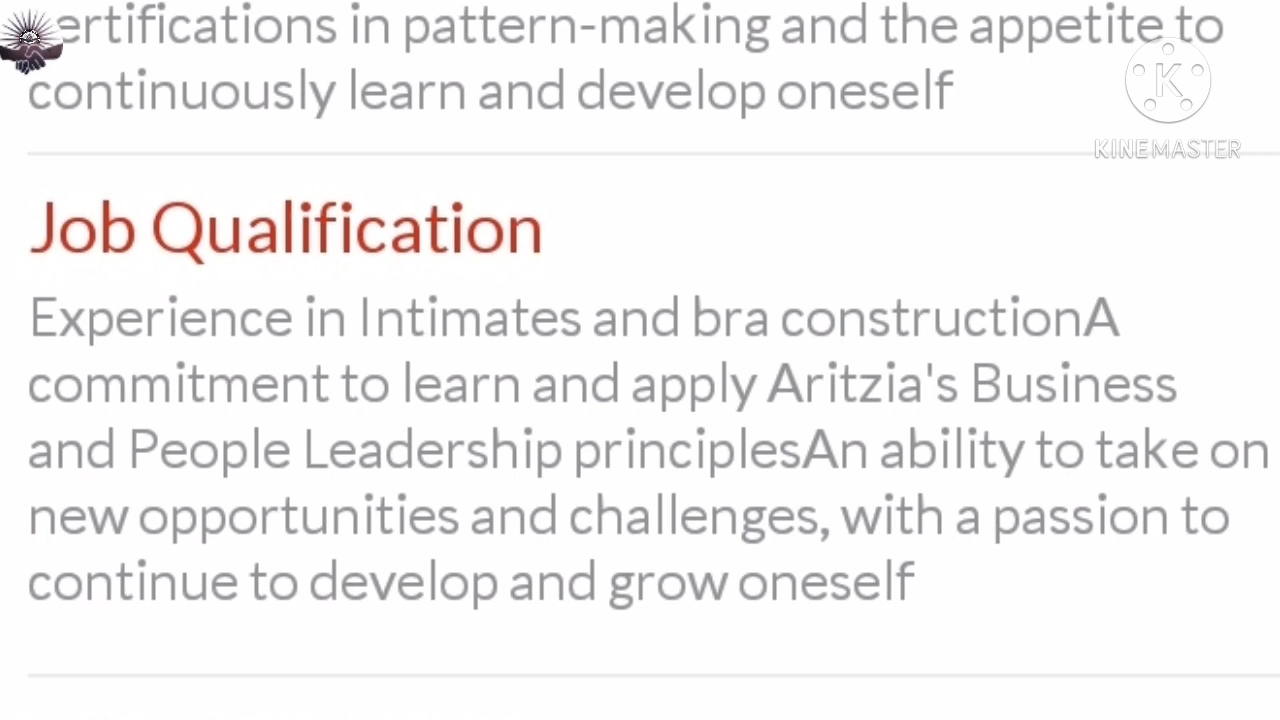 ertifications in pattern-making and the appetite to
continuously learn and develop oneself
K
KINEMASTER
Job Qualification
Experience in Intimates and bra constructionA
commitment to learn and apply Aritzia's Business
and People Leadership principlesAn ability to take on
new opportunities and challenges, with a passion to
continue to develop and grow oneself